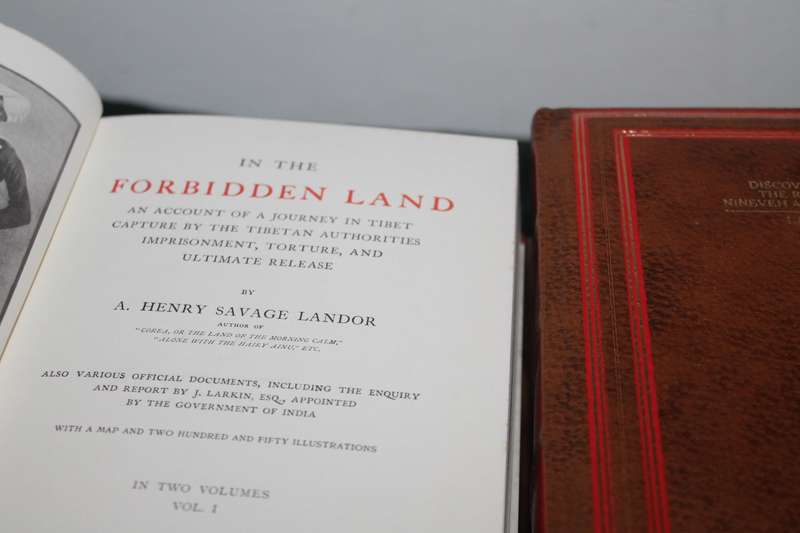 IN THE
FORBIDDEN LAND
AN ACCOUNT OF A JOURNEY IN TIBET
CAPTURE BY THE TIBETAN AUTHORITIES
IMPRISONMENT, TORTURE, AND
ULTIMATE RELEASE
BY
A. HENRY SAVAGE LANDOR
AUTHOR OF
"COREA, OR THE LAND OF THE MORNING CALM,"
"ALONE WITH THE HAIRY AINU," ETC.
ALSO VARIOUS OFFICIAL DOCUMENTS, INCLUDING THE ENQUIRY
AND REPORT BY J. LARKIN, ESQ., APPOINTED
BY THE GOVERNMENT OF INDIA
WITH A MAP AND TWO HUNDRED AND FIFTY ILLUSTRATIONS
IN TWO VOLUMES
VOL. I
THE
NINEVEH